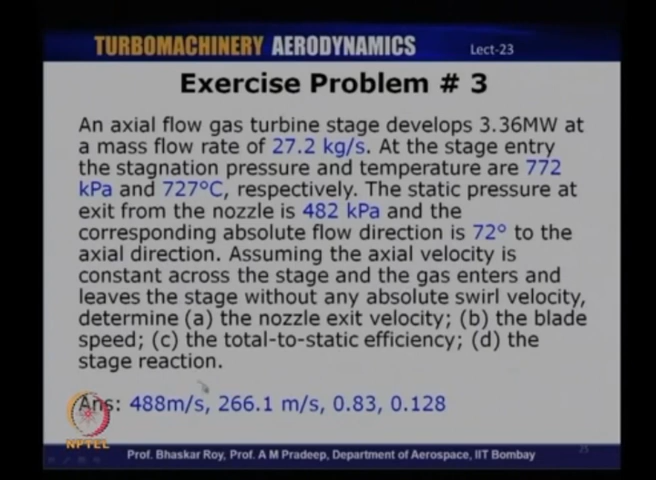 TURBOMACHINERY AERODYNAMICS Lect-23
Exercise Problem # 3
An axial flow gas turbine stage develops 3.36MW at
a mass flow rate of 27.2 kg/s. At the stage entry
the stagnation pressure and temperature are 772
kPa and 727°C, respectively. The static pressure at
exit from the nozzle is 482 kPa and the
corresponding absolute flow direction is 72° to the
axial direction. Assuming the axial velocity is
constant across the stage and the gas enters and
leaves the stage without any absolute swirl velocity,
determine (a) the nozzle exit velocity; (b) the blade
speed; (c) the total-to-static efficiency; (d) the
stage reaction.
Ans: 488m/s, 266.1 m/s, 0.83, 0.128
NPTEL
Prof. Bhaskar Roy, Prof. A M Pradeep, Department of Aerospace, IIT Bombay